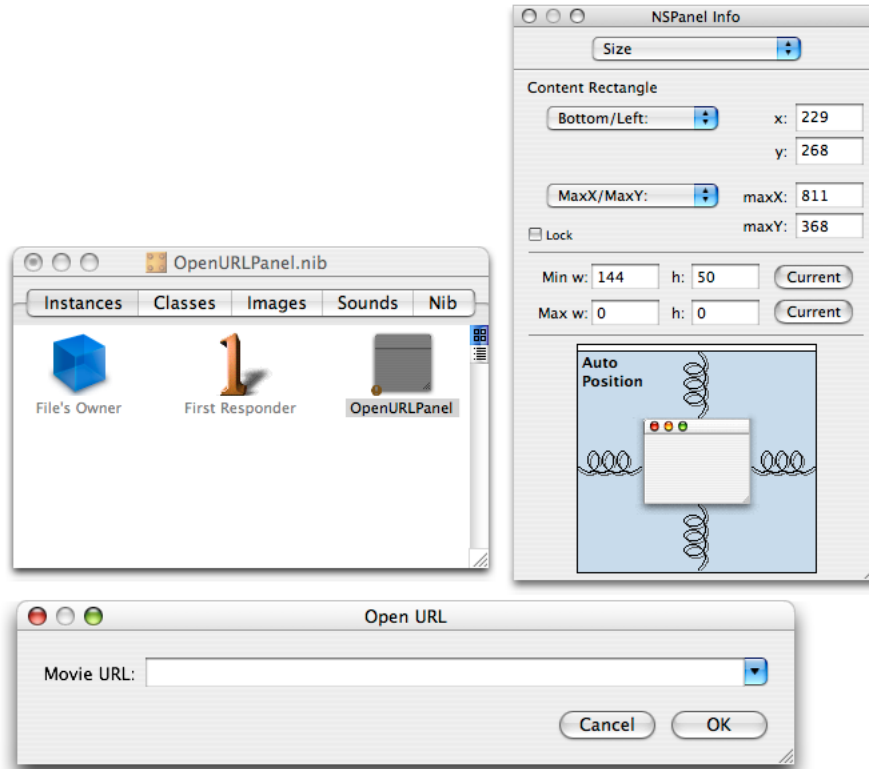 NSPanel Info
Size
Content Rectangle
Bottom/Left: x: 229
y: 268
MaxX/MaxY: maxX: 811
Lock maxY: 368
Min w: 144 h: 50 Current
Max w: 0 h: 0 Current
Auto
Position
OpenURLPanel.nib
Instances Classes Images Sounds Nib
File's Owner First Responder OpenURLPanel
Open URL
Movie URL:
Cancel OK